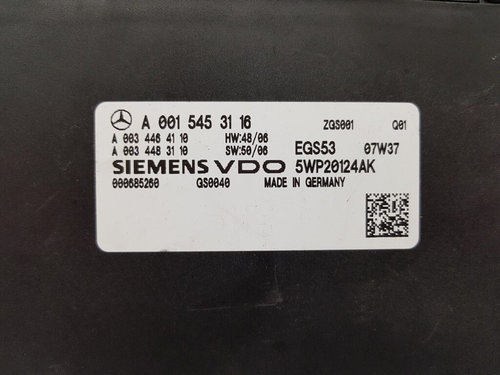 A 001 545 31 16 ZGS001 Q01
A 003 446 41 10 HW:48/06
A 003 448 31 10 SW:50/06 EGS53 07W37
SIEMENS VDO 5WP20124AK
000685260 GS0040 MADE IN GERMANY